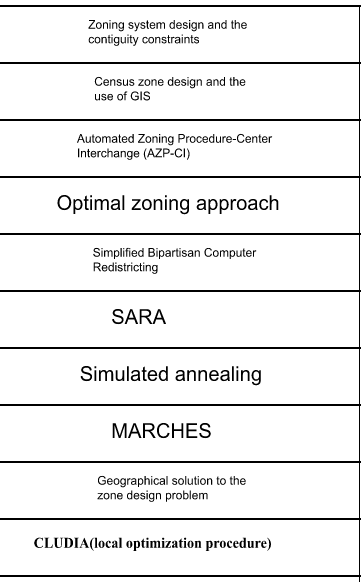 Zoning system design and the
contiguity constraints
Census zone design and the
use of GIS
Automated Zoning Procedure-Center
Interchange (AZP-CI)
Optimal zoning approach
Simplified Bipartisan Computer
Redistricting
SARA
Simulated annealing
MARCHES
Geographical solution to the
zone design problem
CLUDIA(local optimization procedure)